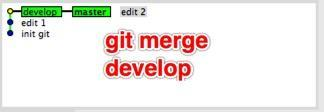 develop master edit 2
edit 1
init git
git merge
develop